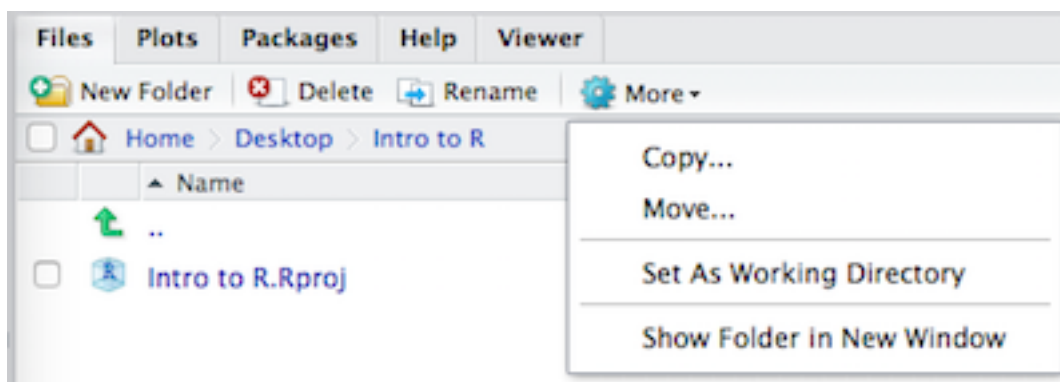 Files Plots Packages Help Viewer
New Folder Delete Rename More
Home Desktop Intro to R
Name
..
Intro to R.Rproj
Copy...
Move...
Set As Working Directory
Show Folder in New Window